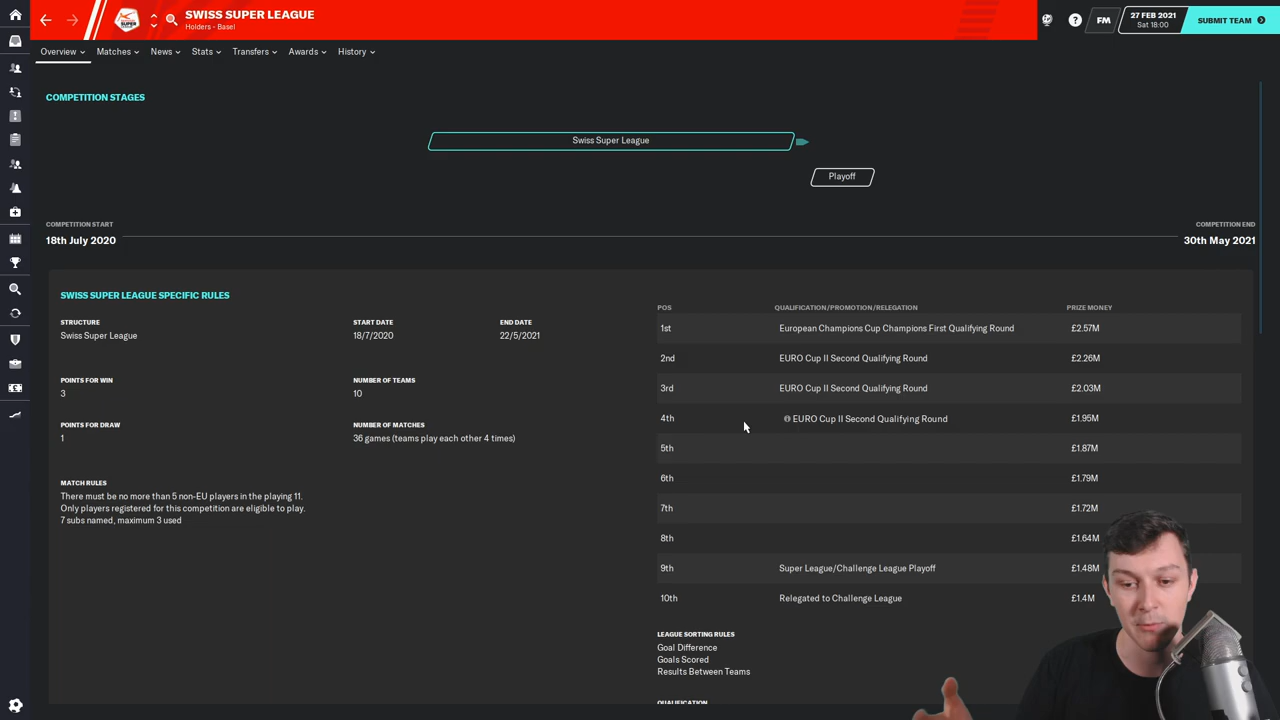 SWISS SUPER LEAGUE
Holders - Basel
SUPER
FM
27 FEB 2021
Sat 18:00
SUBMIT TEAM
Overview
Matches
News
Stats
Transfers
Awards
History
COMPETITION STAGES
Swiss Super League
Playoff
COMPETITION START
18th July 2020
COMPETITION END
30th May 2021
SWISS SUPER LEAGUE SPECIFIC RULES
STRUCTURE
Swiss Super League
START DATE
18/7/2020
END DATE
22/5/2021
POINTS FOR WIN
3
NUMBER OF TEAMS
10
POINTS FOR DRAW
1
NUMBER OF MATCHES
36 games (teams play each other 4 times)
MATCH RULES
There must be no more than 5 non-EU players in the playing 11.
Only players registered for this competition are eligible to play.
7 subs named, maximum 3 used
POS QUALIFICATION/PROMOTION/RELEGATION PRIZE MONEY
1st European Champions Cup Champions First Qualifying Round £2.57M
2nd EURO Cup II Second Qualifying Round £2.26M
3rd EURO Cup II Second Qualifying Round £2.03M
4th EURO Cup II Second Qualifying Round £1.95M
5th £1.87M
6th £1.79M
7th £1.72M
8th £1.64M
9th Super League/Challenge League Playoff £1.48M
10th Relegated to Challenge League £1.4M
LEAGUE SORTING RULES
Goal Difference
Goals Scored
Results Between Teams
QUALIFICATION